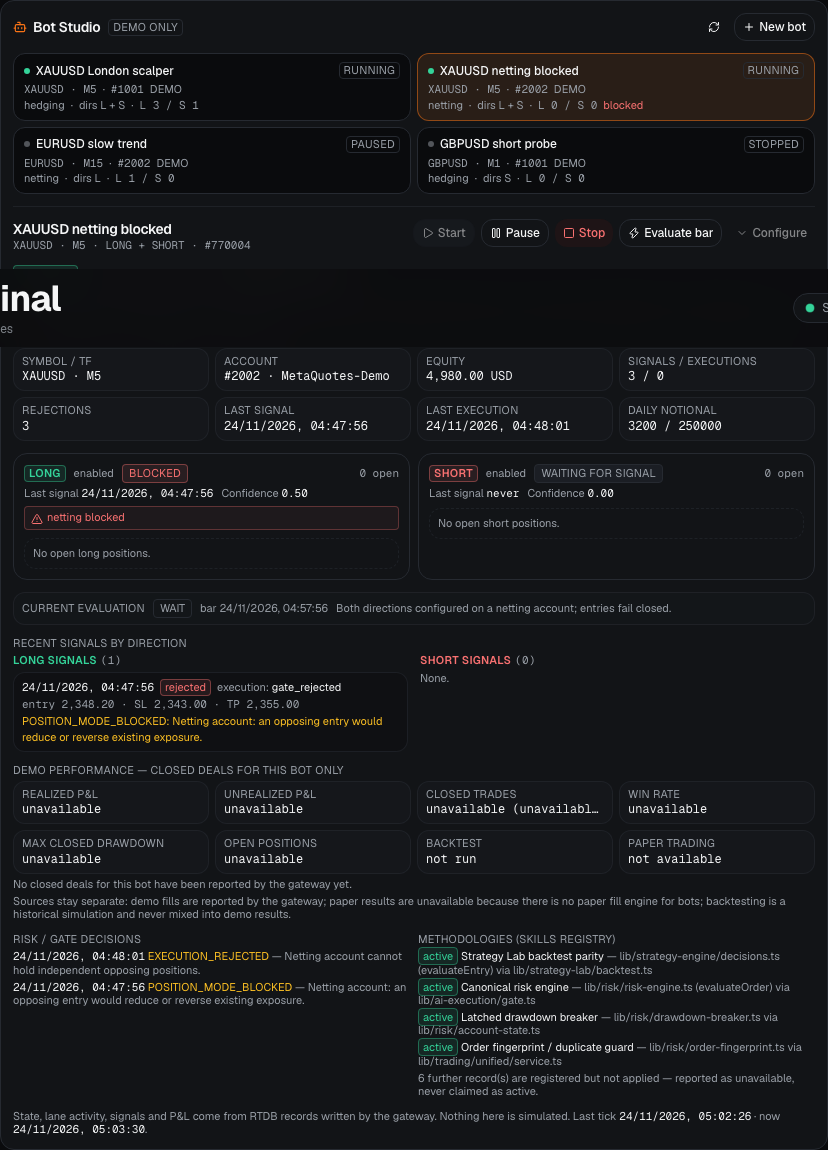 Bot Studio DEMO ONLY
New bot
XAUUSD London scalper RUNNING
XAUUSD · M5 · #1001 DEMO
hedging · dirs L + S · L 3 / S 1
XAUUSD netting blocked RUNNING
XAUUSD · M5 · #2002 DEMO
netting · dirs L + S · L 0 / S 0 blocked
EURUSD slow trend PAUSED
EURUSD · M15 · #2002 DEMO
netting · dirs L · L 1 / S 0
GBPUSD short probe STOPPED
GBPUSD · M1 · #1001 DEMO
hedging · dirs S · L 0 / S 0
XAUUSD netting blocked
XAUUSD · M5 · LONG + SHORT · #770004
Start Pause Stop Evaluate bar Configure
inal
es
S
SYMBOL / TF
XAUUSD · M5
ACCOUNT
#2002 · MetaQuotes-Demo
EQUITY
4,980.00 USD
SIGNALS / EXECUTIONS
3 / 0
REJECTIONS
3
LAST SIGNAL
24/11/2026, 04:47:56
LAST EXECUTION
24/11/2026, 04:48:01
DAILY NOTIONAL
3200 / 250000
LONG enabled BLOCKED 0 open
Last signal 24/11/2026, 04:47:56 Confidence 0.50
netting blocked
No open long positions.
SHORT enabled WAITING FOR SIGNAL 0 open
Last signal never Confidence 0.00
No open short positions.
CURRENT EVALUATION WAIT bar 24/11/2026, 04:57:56 Both directions configured on a netting account; entries fail closed.
RECENT SIGNALS BY DIRECTION
LONG SIGNALS (1)
24/11/2026, 04:47:56 rejected execution: gate_rejected
entry 2,348.20 · SL 2,343.00 · TP 2,355.00
POSITION_MODE_BLOCKED: Netting account: an opposing entry would
reduce or reverse existing exposure.
SHORT SIGNALS (0)
None.
DEMO PERFORMANCE — CLOSED DEALS FOR THIS BOT ONLY
REALIZED P&L
unavailable
UNREALIZED P&L
unavailable
CLOSED TRADES
unavailable (unavailabl…
WIN RATE
unavailable
MAX CLOSED DRAWDOWN
unavailable
OPEN POSITIONS
unavailable
BACKTEST
not run
PAPER TRADING
not available
No closed deals for this bot have been reported by the gateway yet.
Sources stay separate: demo fills are reported by the gateway; paper results are unavailable because there is no paper fill engine for bots; backtesting is a
historical simulation and never mixed into demo results.
RISK / GATE DECISIONS
24/11/2026, 04:48:01 EXECUTION_REJECTED — Netting account cannot
hold independent opposing positions.
24/11/2026, 04:47:56 POSITION_MODE_BLOCKED — Netting account: an
opposing entry would reduce or reverse existing exposure.
METHODOLOGIES (SKILLS REGISTRY)
active Strategy Lab backtest parity — lib/strategy-engine/decisions.ts
(evaluateEntry) via lib/strategy-lab/backtest.ts
active Canonical risk engine — lib/risk/risk-engine.ts (evaluateOrder) via
lib/ai-execution/gate.ts
active Latched drawdown breaker — lib/risk/drawdown-breaker.ts via
lib/risk/account-state.ts
active Order fingerprint / duplicate guard — lib/risk/order-fingerprint.ts via
lib/trading/unified/service.ts
6 further record(s) are registered but not applied — reported as unavailable,
never claimed as active.
State, lane activity, signals and P&L come from RTDB records written by the gateway. Nothing here is simulated. Last tick 24/11/2026, 05:02:26 · now
24/11/2026, 05:03:30.